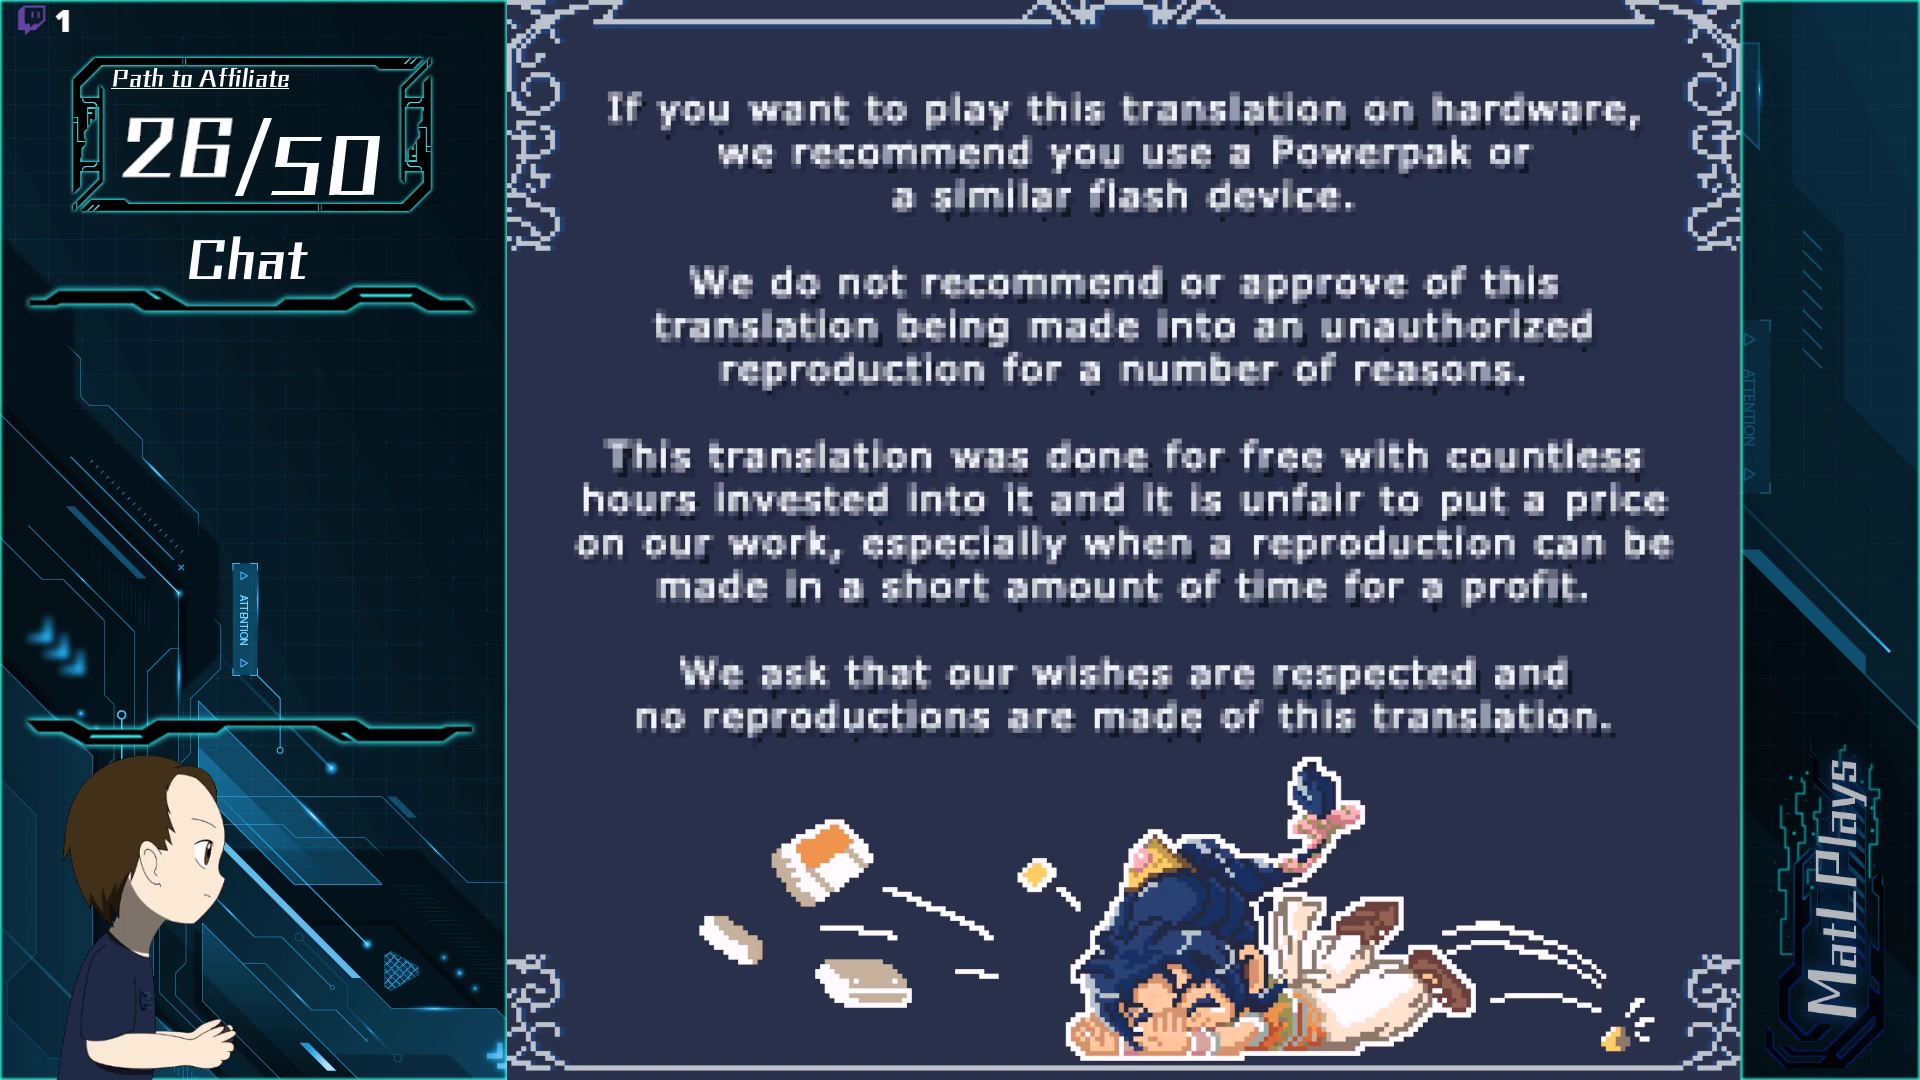 1
Path to Affiliate
26/50
Chat
ATTENTION
If you want to play this translation on hardware,
we recommend you use a Powerpak or
a similar flash device.
We do not recommend or approve of this
translation being made into an unauthorized
reproduction for a number of reasons.
This translation was done for free with countless
hours invested into it and it is unfair to put a price
on our work, especially when a reproduction can be
made in a short amount of time for a profit.
We ask that our wishes are respected and
no reproductions are made of this translation.
ATTENTION
MatLPlays